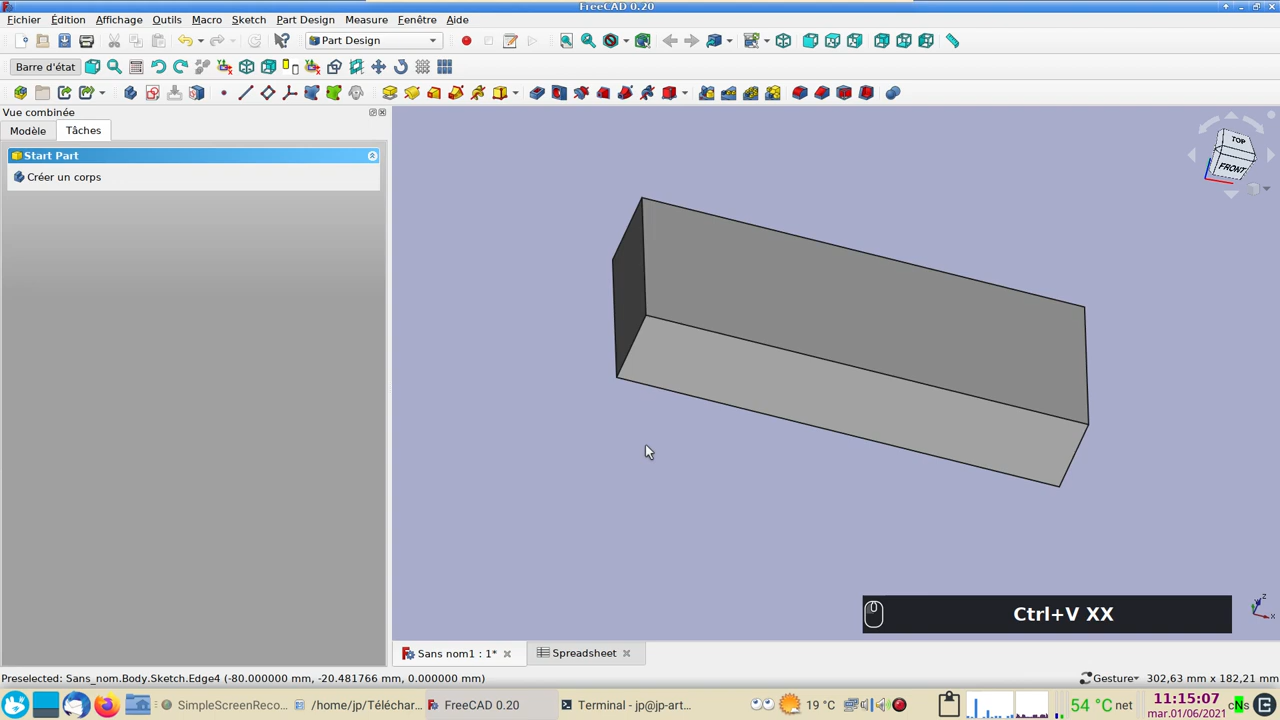 FreeCAD 0.20
Fichier Édition Affichage Outils Macro Sketch Part Design Measure Fenêtre Aide
Part Design
Barre d'état
Vue combinée
Modèle Tâches
Start Part
Créer un corps
TOP
FRONT
Ctrl+V XX
Z
X
Sans nom1 : 1* Spreadsheet
Preselected: Sans_nom.Body.Sketch.Edge4 (-80.000000 mm, -20.481766 mm, 0.000000 mm) Gesture 302,63 mm x 182,21 mm
SimpleScreenReco... /home/jp/Téléchar... FreeCAD 0.20 Terminal - jp@jp-art... 19 °C 54 °C net 11:15:07 cNs
mar.01/06/2021